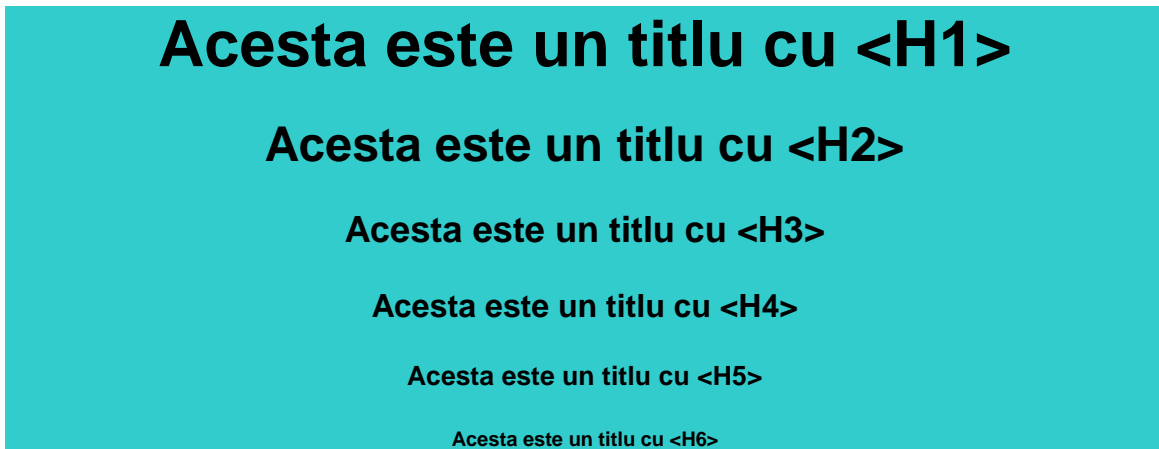 Acesta este un titlu cu <H1>
Acesta este un titlu cu <H2>
Acesta este un titlu cu <H3>
Acesta este un titlu cu <H4>
Acesta este un titlu cu <H5>
Acesta este un titlu cu <H6>